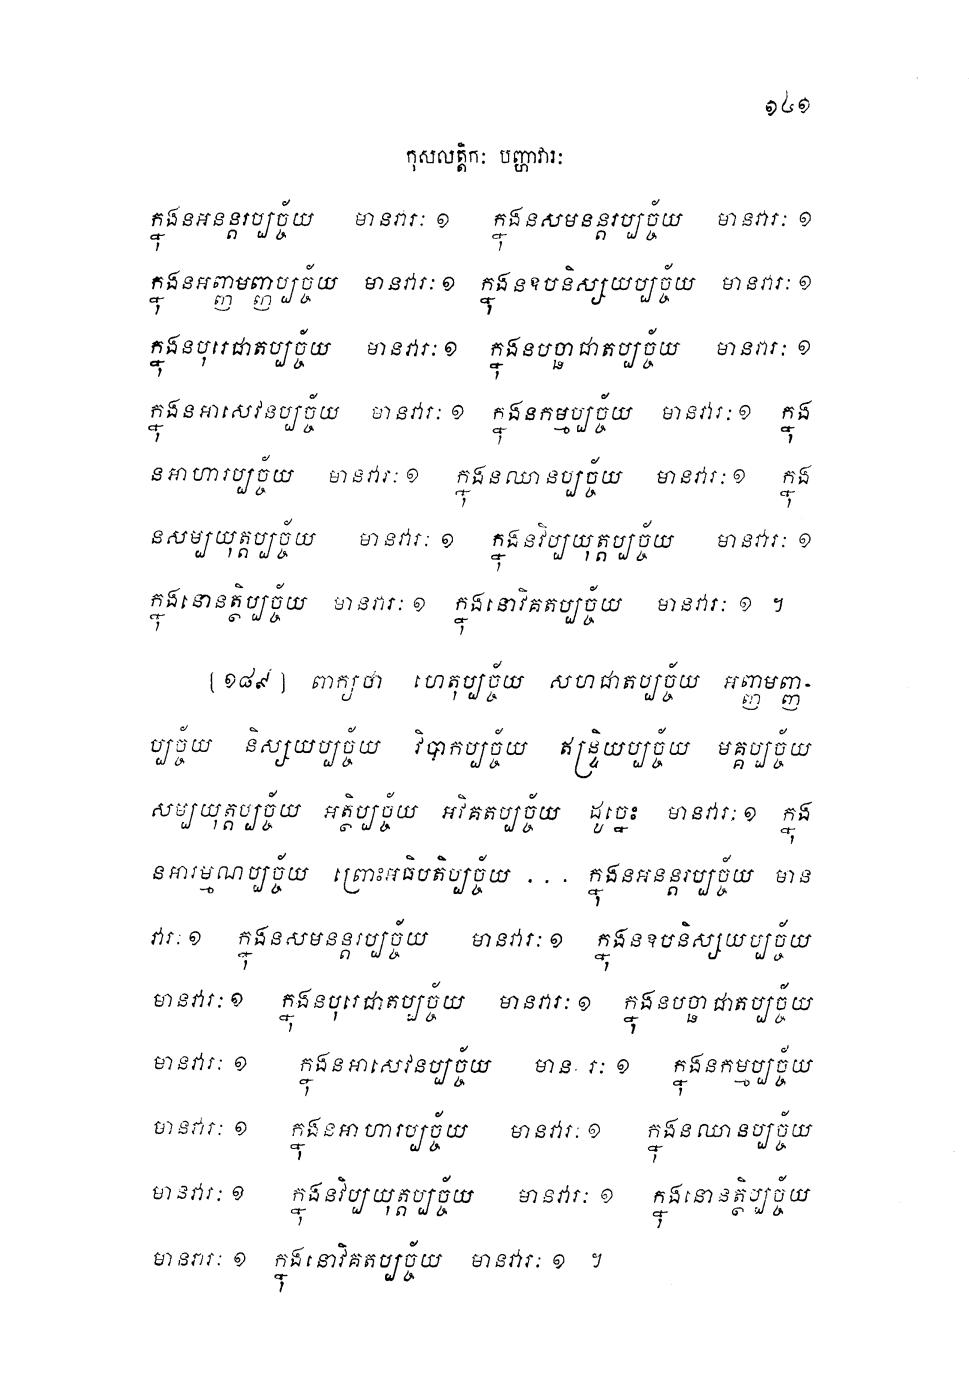 ១៤១
កុសលត្តិក: បញ្ហាវារ:
ក្នុងនអនន្តរប្បច្ច័យ មានវារ: ១ ក្នុងនសមនន្តរប្បច្ច័យ មានវារ: ១
ក្នុងនអញ្ញមញ្ញប្បច្ច័យ មានវារ: ១ ក្នុងនឧបនិស្សយប្បច្ច័យ មានវារ: ១
ក្នុងនបុរេជាតប្បច្ច័យ មានវារ: ១ ក្នុងនបច្ឆាជាតប្បច្ច័យ មានវារ: ១
ក្នុងនអាសេវនប្បច្ច័យ មានវារ: ១ ក្នុងនកម្មប្បច្ច័យ មានវារ: ១ ក្នុង
នអាហារប្បច្ច័យ មានវារ: ១ ក្នុងនឈានប្បច្ច័យ មានវារ: ១ ក្នុង
នសម្បយុត្តប្បច្ច័យ មានវារ: ១ ក្នុងនវិប្បយុត្តប្បច្ច័យ មានវារ: ១
ក្នុងនោនត្ថិប្បច្ច័យ មានវារ: ១ ក្នុងនោវិគតប្បច្ច័យ មានវារ: ១ ។
[១៨៩] ពាក្យថា ហេតុប្បច្ច័យ សហជាតប្បច្ច័យ អញ្ញមញ្ញ-
ប្បច្ច័យ និស្សយប្បច្ច័យ វិបាកប្បច្ច័យ ឥន្ទ្រិយប្បច្ច័យ មគ្គប្បច្ច័យ
សម្បយុត្តប្បច្ច័យ អត្ថិប្បច្ច័យ អវិគតប្បច្ច័យ ដូច្នេះ មានវារ: ១ ក្នុង
នអារម្មណប្បច្ច័យ ព្រោះអធិបតិប្បច្ច័យ . . . ក្នុងនអនន្តរប្បច្ច័យ មាន
វារ: ១ ក្នុងនសមនន្តរប្បច្ច័យ មានវារ: ១ ក្នុងនឧបនិស្សយប្បច្ច័យ
មានវារ: ១ ក្នុងនបុរេជាតប្បច្ច័យ មានវារ: ១ ក្នុងនបច្ឆាជាតប្បច្ច័យ
មានវារ: ១ ក្នុងនអាសេវនប្បច្ច័យ មានវារ: ១ ក្នុងនកម្មប្បច្ច័យ
មានវារ: ១ ក្នុងនអាហារប្បច្ច័យ មានវារ: ១ ក្នុងនឈានប្បច្ច័យ
មានវារ: ១ ក្នុងនវិប្បយុត្តប្បច្ច័យ មានវារ: ១ ក្នុងនោនត្ថិប្បច្ច័យ
មានវារ: ១ ក្នុងនោវិគតប្បច្ច័យ មានវារ: ១ ។